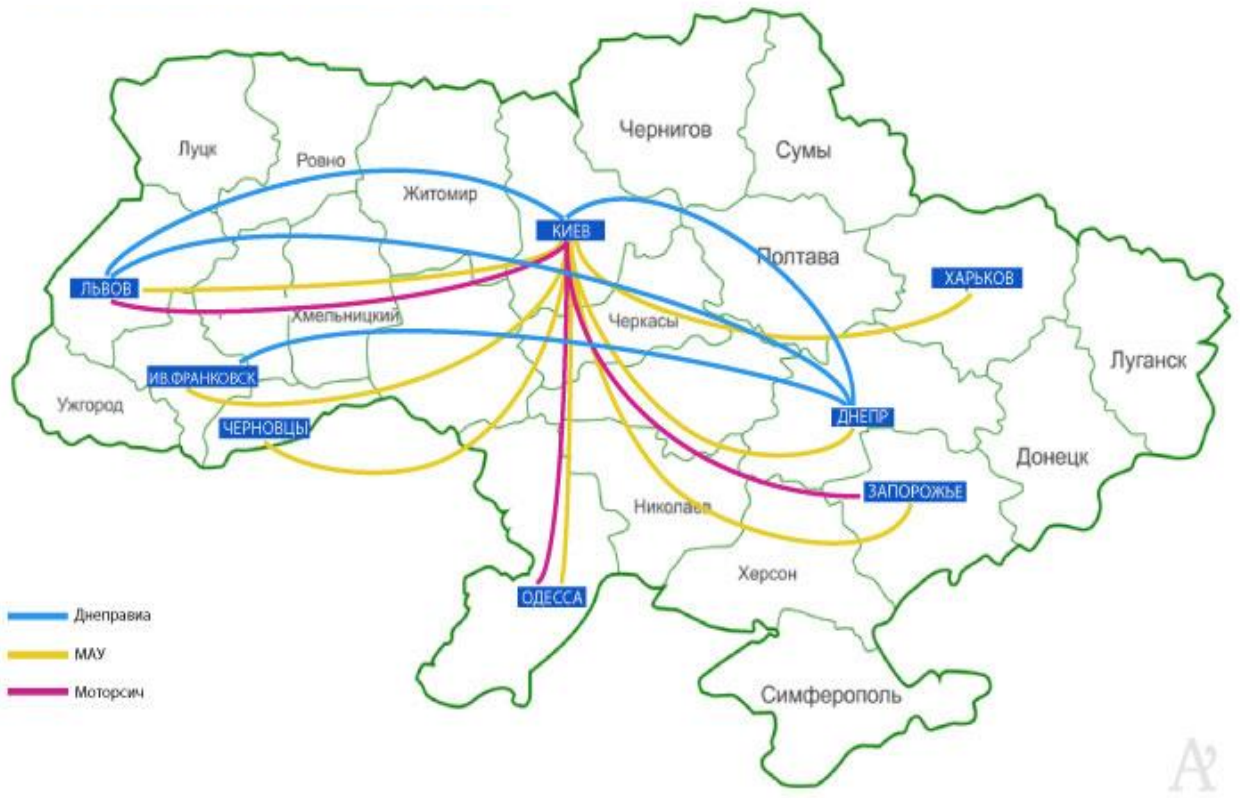 Чернигов
Сумы
Луцк
Ровно
Житомир
КИЕВ
Полтава
ХАРЬКОВ
ЛЬВОВ
Хмельницкий
Черкасы
Луганск
ИВ.ФРАНКОВСК
Ужгород
ЧЕРНОВЦЫ
ДНЕПР
Донецк
ЗАПОРОЖЬЕ
Николаев
Херсон
ОДЕССА
Днеправиа
МАУ
Моторсич
Симферополь